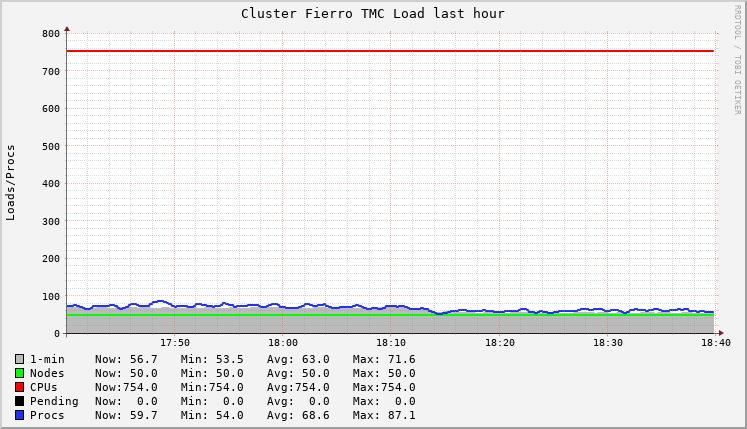 Cluster Fierro TMC Load last hour
RRDTOOL / TOBI OETIKER
Loads/Procs
800
700
600
500
400
300
200
100
0
17:50 18:00 18:10 18:20 18:30 18:40
1-min Now: 56.7 Min: 53.5 Avg: 63.0 Max: 71.6
Nodes Now: 50.0 Min: 50.0 Avg: 50.0 Max: 50.0
CPUs Now:754.0 Min:754.0 Avg:754.0 Max:754.0
Pending Now: 0.0 Min: 0.0 Avg: 0.0 Max: 0.0
Procs Now: 59.7 Min: 54.0 Avg: 68.6 Max: 87.1